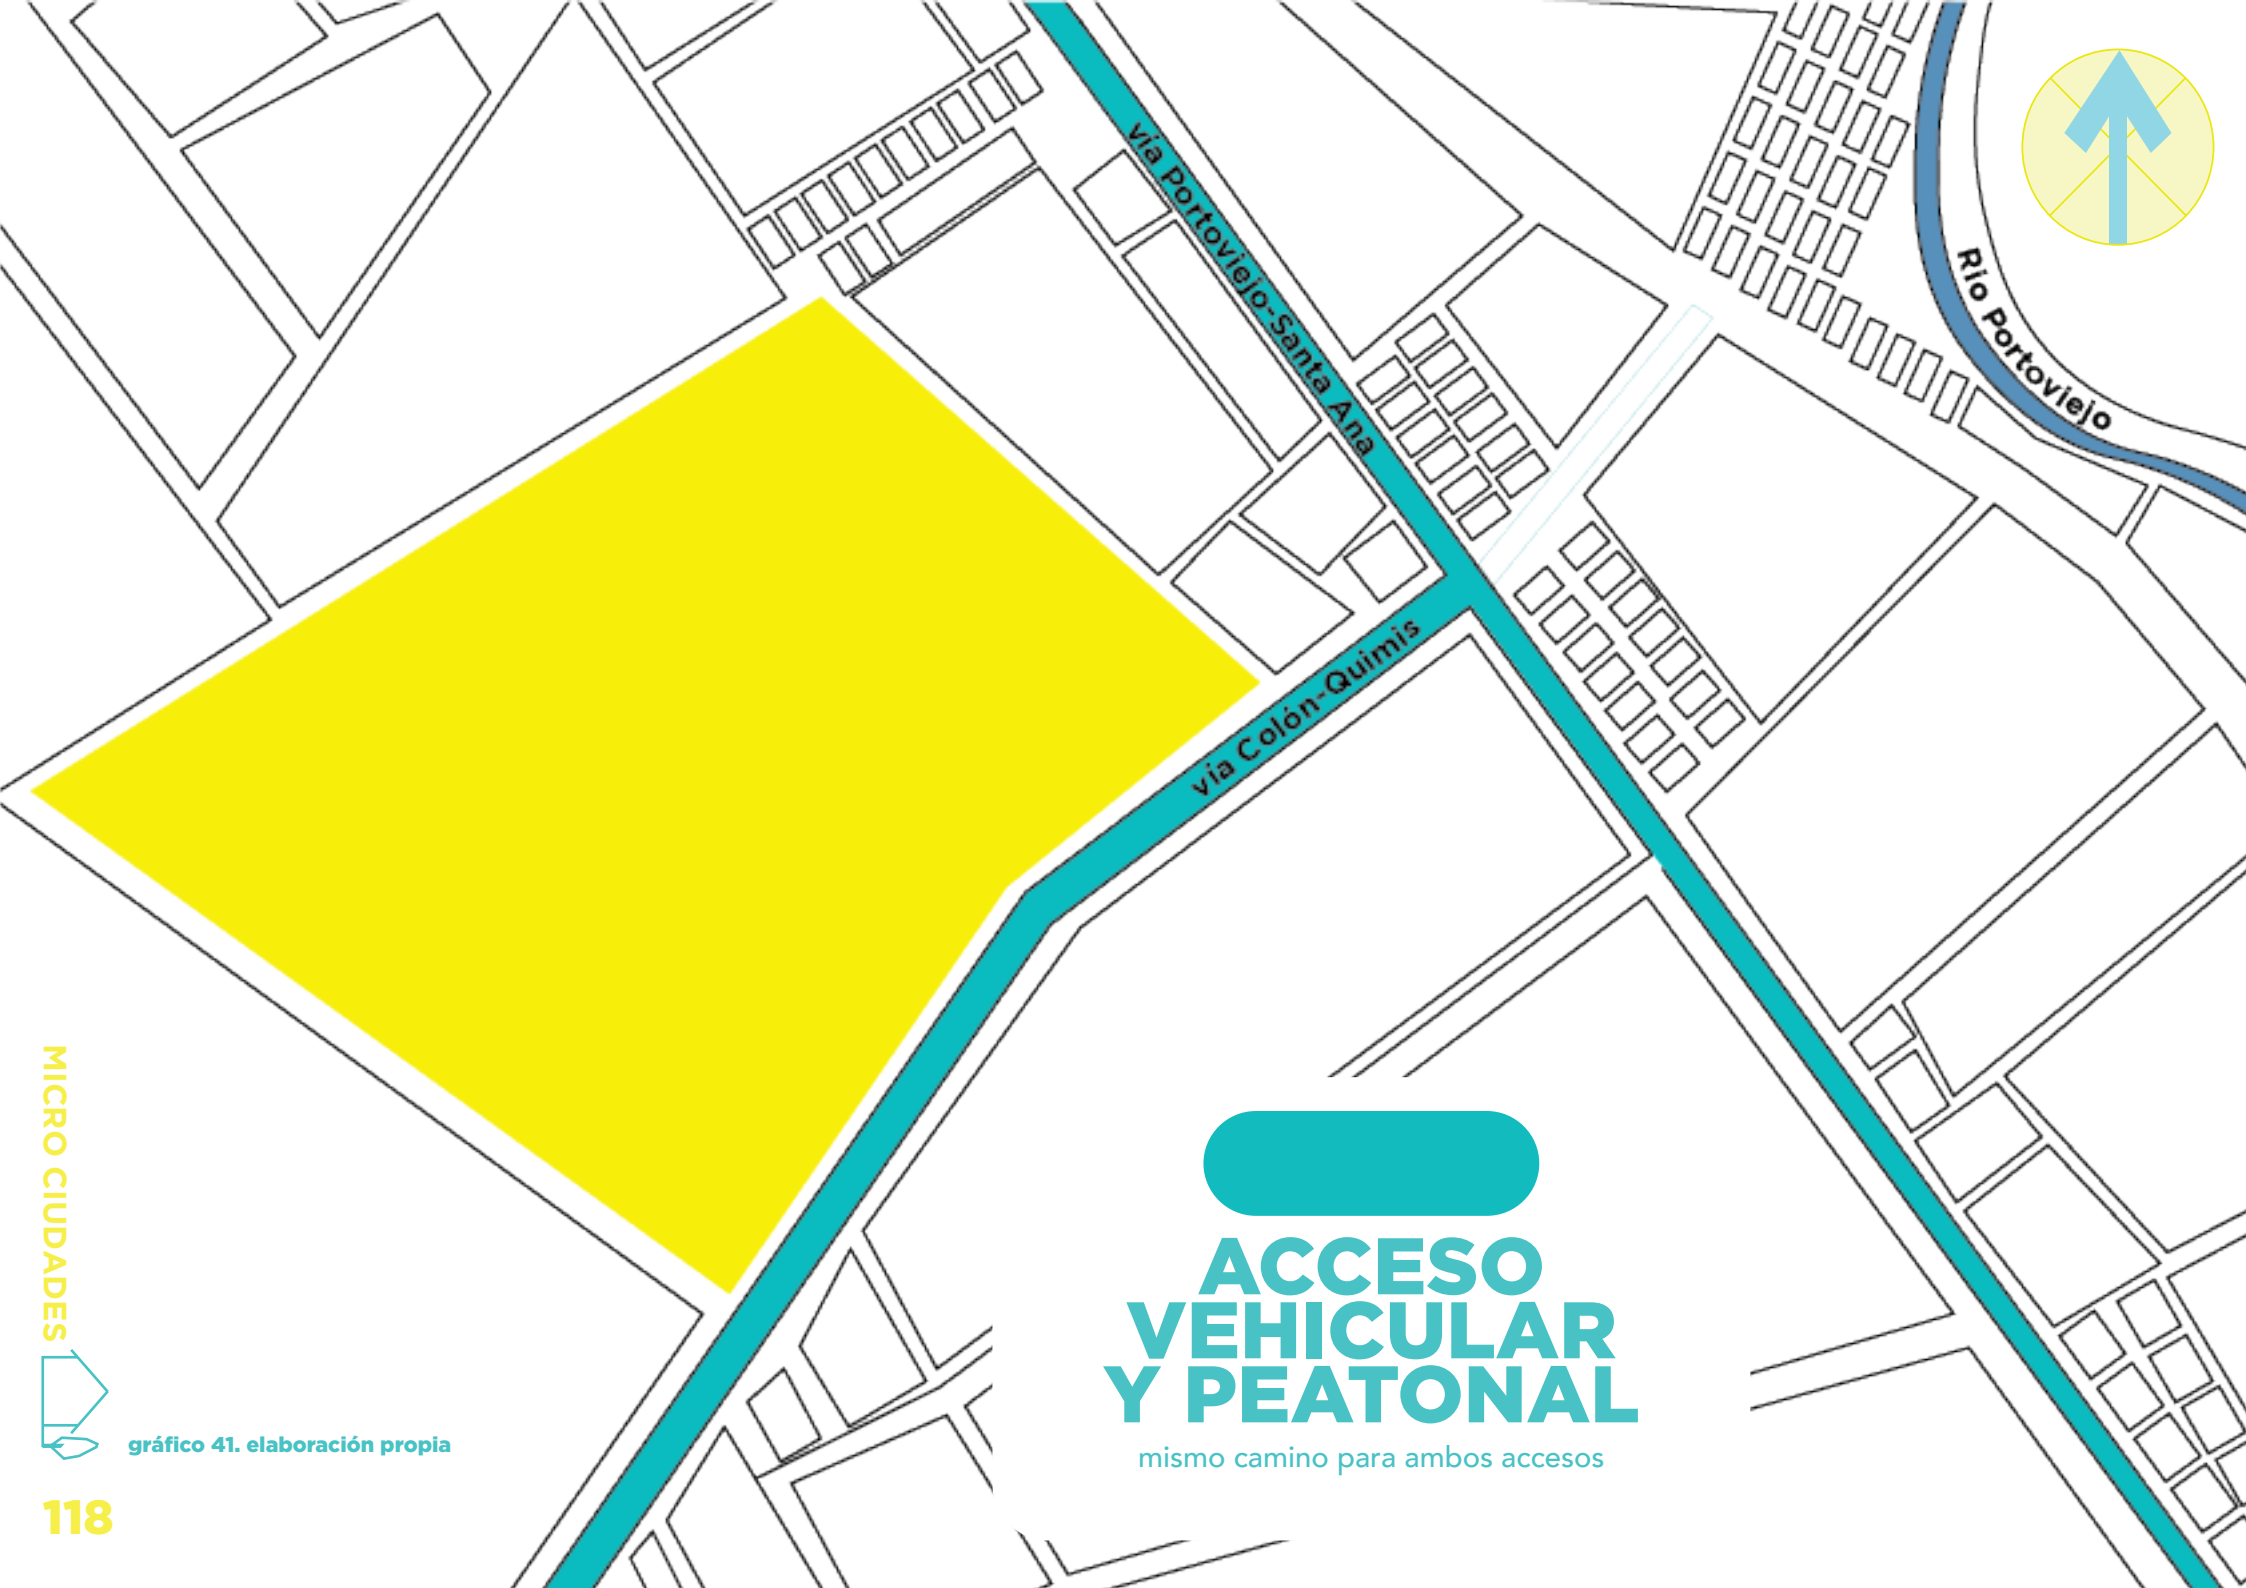 vía Portoviejo-Santa Ana
Río Portoviejo
vía Colón-Quimis
MICRO CIUDADES
ACCESO
VEHICULAR
Y PEATONAL
mismo camino para ambos accesos
gráfico 41. elaboración propia
118